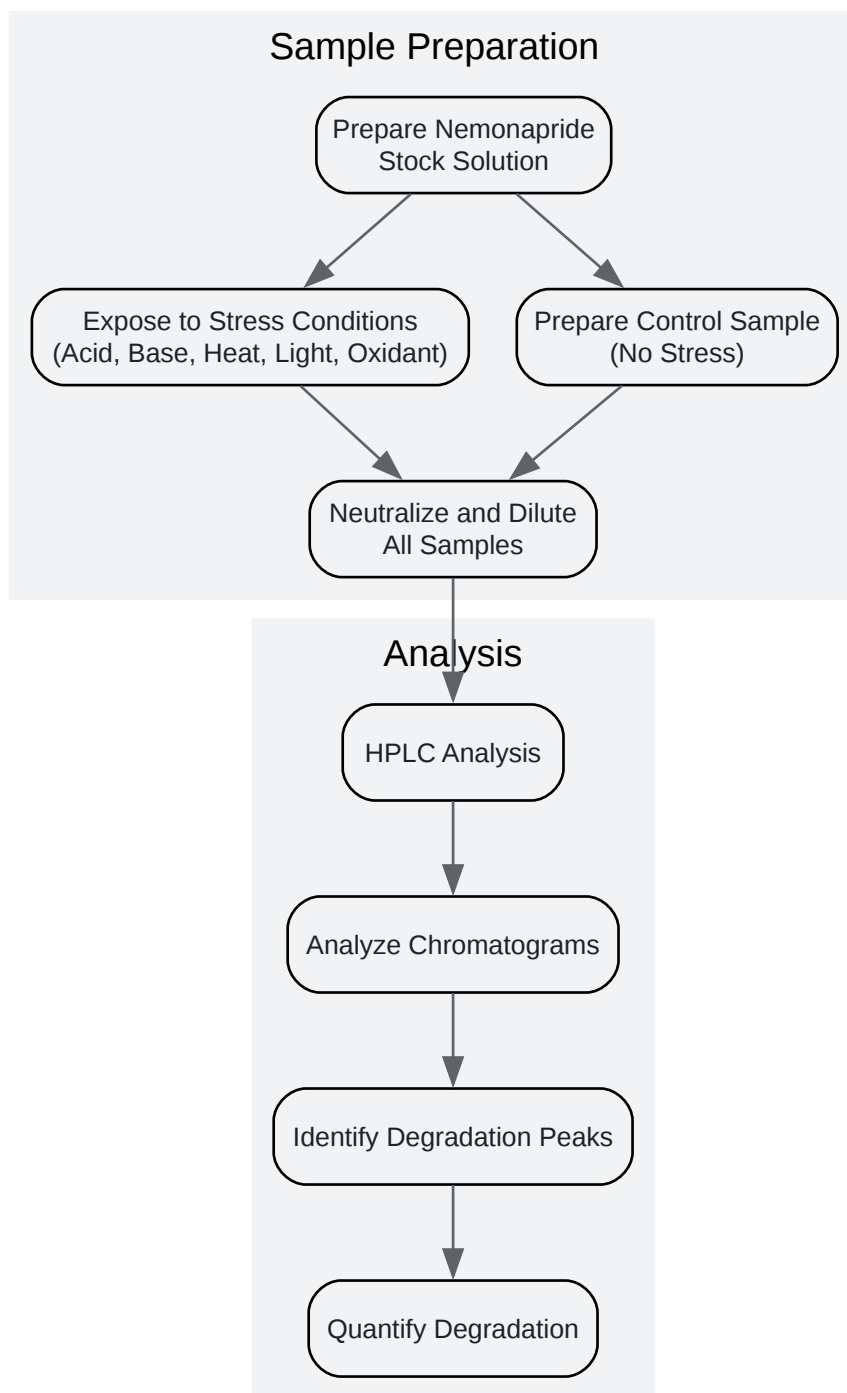 Sample Preparation
Prepare Nemonapride
Stock Solution
Expose to Stress Conditions
(Acid, Base, Heat, Light, Oxidant)
Prepare Control Sample
(No Stress)
Neutralize and Dilute
All Samples
Analysis
HPLC Analysis
Analyze Chromatograms
Identify Degradation Peaks
Quantify Degradation